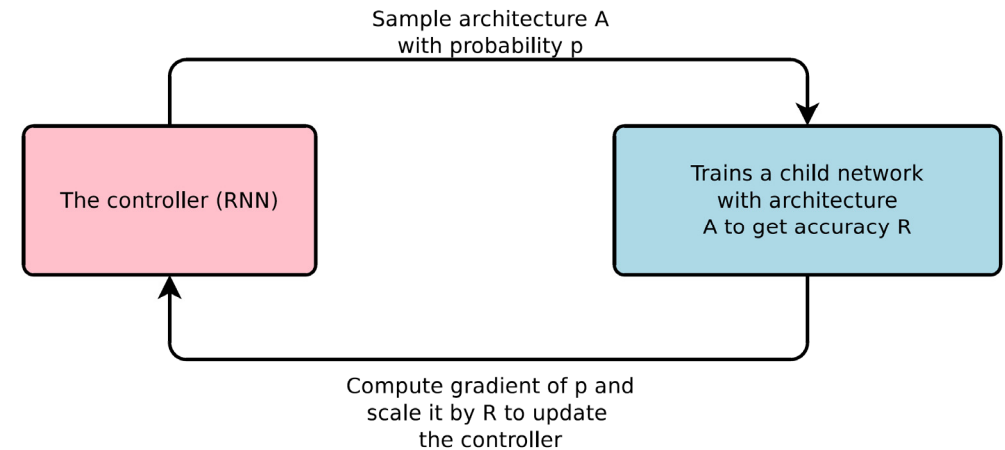 Sample architecture A
with probability p
The controller (RNN)
Trains a child network
with architecture
A to get accuracy R
Compute gradient of p and
scale it by R to update
the controller